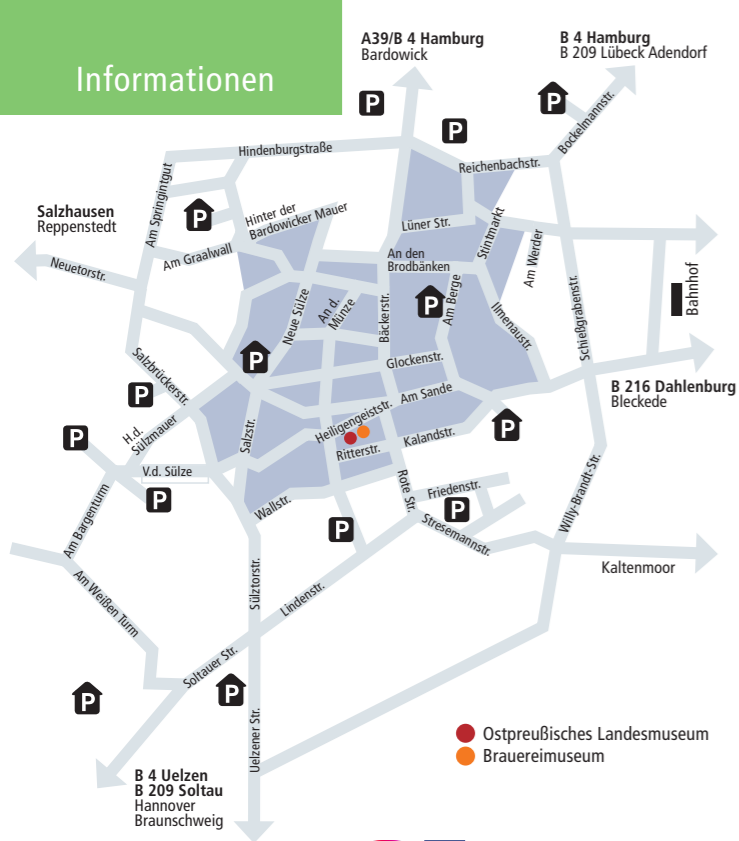 Informationen
A39/B 4 Hamburg
Bardowick
B 4 Hamburg
B 209 Lübeck Adendorf
P
P
P
Bockelmannstr.
Hindenburgstraße
Reichenbachstr.
Am Springintgut
Salzhausen
Reppenstedt
P
Hinter der
Bardowicker Mauer
Lüner Str.
Stintmarkt
Am Werder
Neuetorstr.
Am Graalwall
An den
Brodbänken
Bahnhof
Neue Sülze
An d.
Münze
Bäckerstr.
P
Am Berge
Ilmenaustr.
Schießgrabenstr.
Salzbrückerstr.
P
Glockenstr.
B 216 Dahlenburg
Bleckede
P
H.d.
Sülzmauer
Am Sande
Heiligengeiststr.
P
Salzstr.
Ritterstr.
Kalandstr.
P
V.d. Sülze
P
Wallstr.
Rote Str.
Friedenstr.
P
P
Stresemannstr.
Willy-Brandt-Str.
Am Bargenturm
Kaltenmoor
Am Weißen Turm
Sülztorstr.
Lindenstr.
Soltauer Str.
P
P
Uelzener Str.
Ostpreußisches Landesmuseum
Brauereimuseum
B 4 Uelzen
B 209 Soltau
Hannover
Braunschweig